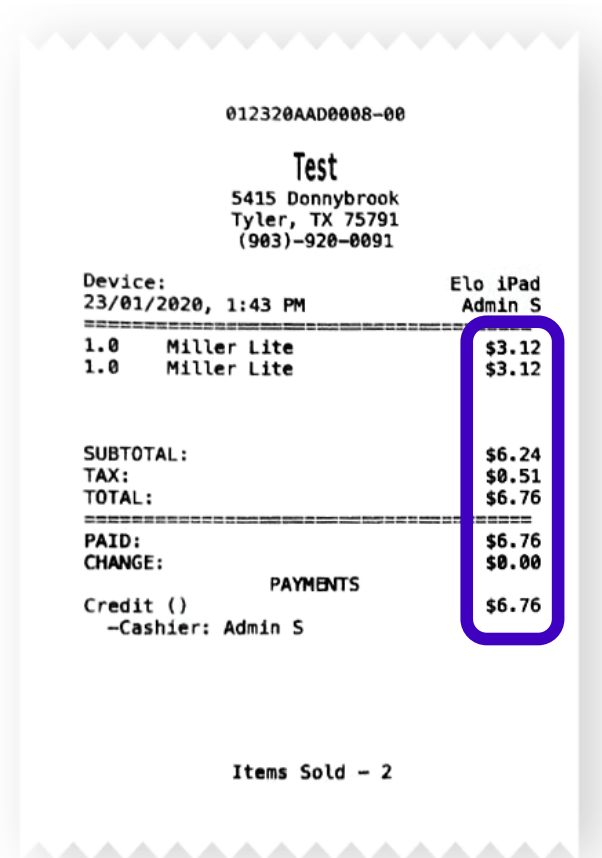 012320AAD0008-00
Test
5415 Donnybrook
Tyler, TX 75791
(903)-920-0091
Device: Elo iPad
23/01/2020, 1:43 PM Admin S
======================================
1.0 Miller Lite $3.12
1.0 Miller Lite $3.12
SUBTOTAL: $6.24
TAX: $0.51
TOTAL: $6.76
======================================
PAID: $6.76
CHANGE: $0.00
PAYMENTS
Credit () $6.76
-Cashier: Admin S
Items Sold - 2